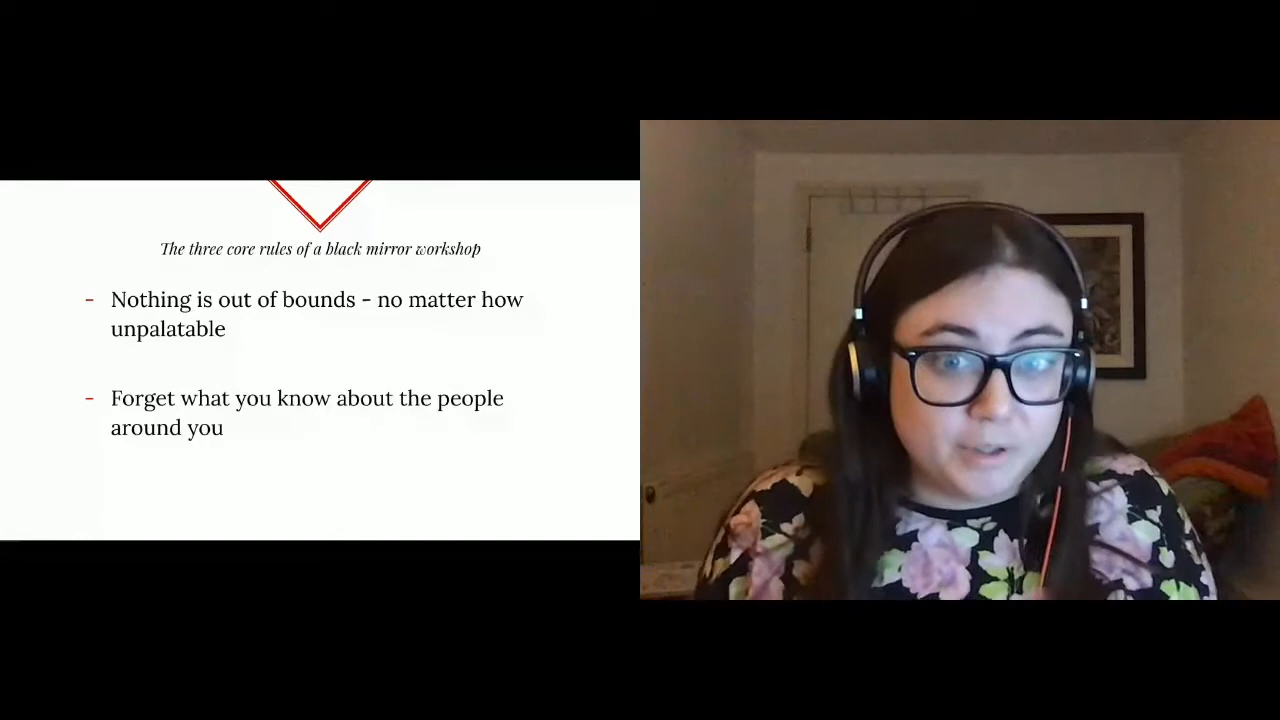 The three core rules of a black mirror workshop
- Nothing is out of bounds - no matter how
unpalatable
- Forget what you know about the people
around you